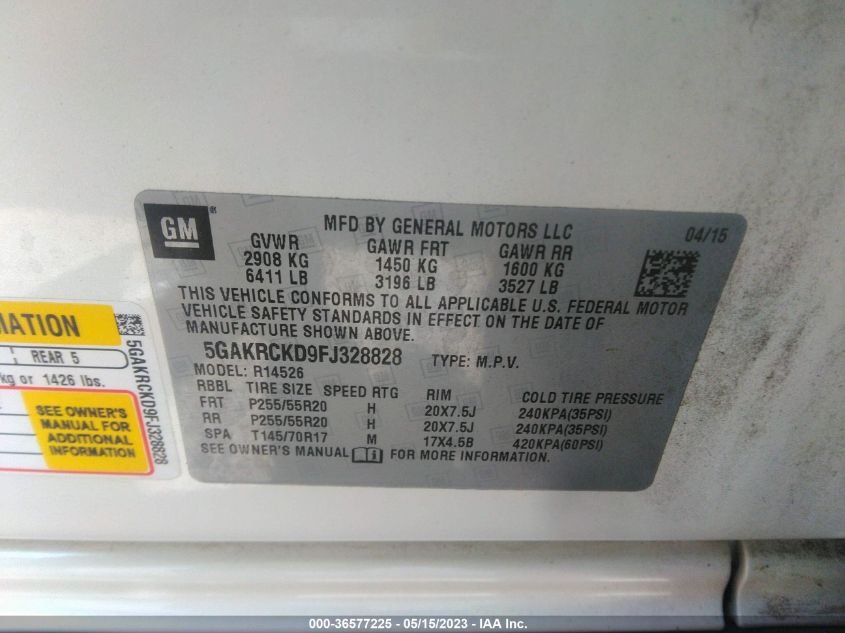 GM®
MFD BY GENERAL MOTORS LLC
04/15
GVWR GAWR FRT GAWR RR
2908 KG 1450 KG 1600 KG
6411 LB 3196 LB 3527 LB
THIS VEHICLE CONFORMS TO ALL APPLICABLE U.S. FEDERAL MOTOR
VEHICLE SAFETY STANDARDS IN EFFECT ON THE DATE OF
MANUFACTURE SHOWN ABOVE.
5GAKRCKD9FJ328828 TYPE: M.P.V.
MODEL: R14526
RBBL TIRE SIZE SPEED RTG RIM COLD TIRE PRESSURE
FRT P255/55R20 H 20X7.5J 240KPA(35PSI)
RR P255/55R20 H 20X7.5J 240KPA(35PSI)
SPA T145/70R17 M 17X4.5B 420KPA(60PSI)
SEE OWNER'S MANUAL FOR MORE INFORMATION.
MATION
REAR 5
kg or 1426 lbs.
SEE OWNER'S
MANUAL FOR
ADDITIONAL
INFORMATION
5GAKRCKD9FJ328828
000-36577225 - 05/15/2023 - IAA Inc.